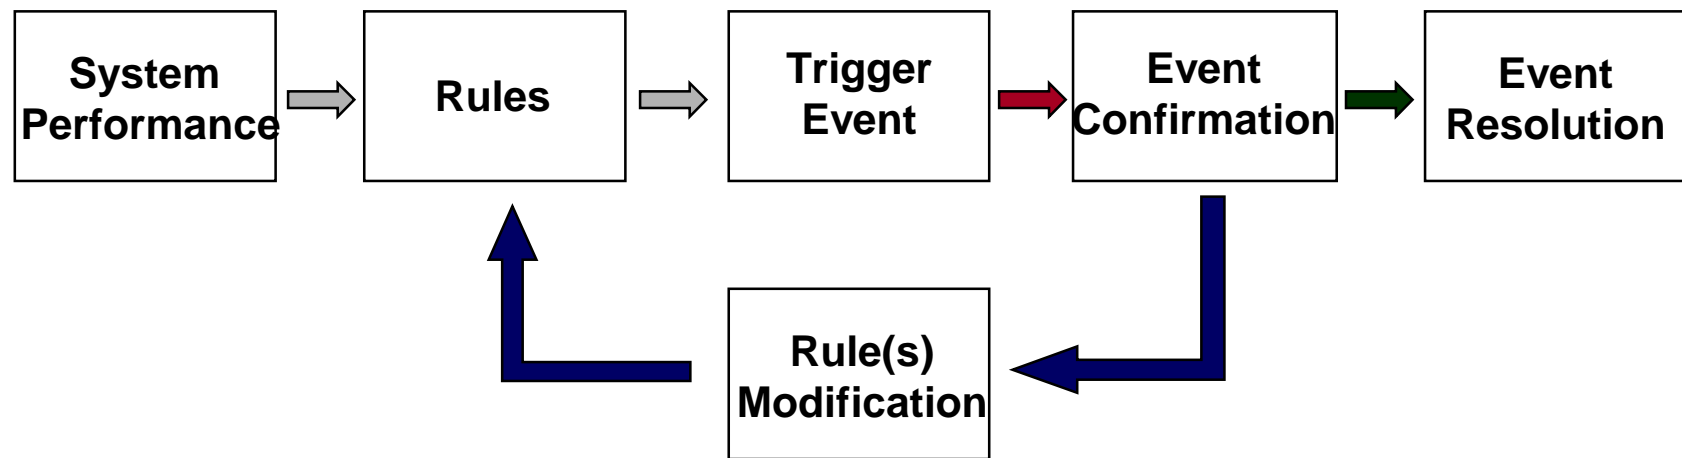 System
Performance
Rules
Trigger
Event
Event
Confirmation
Event
Resolution
Rule(s)
Modification